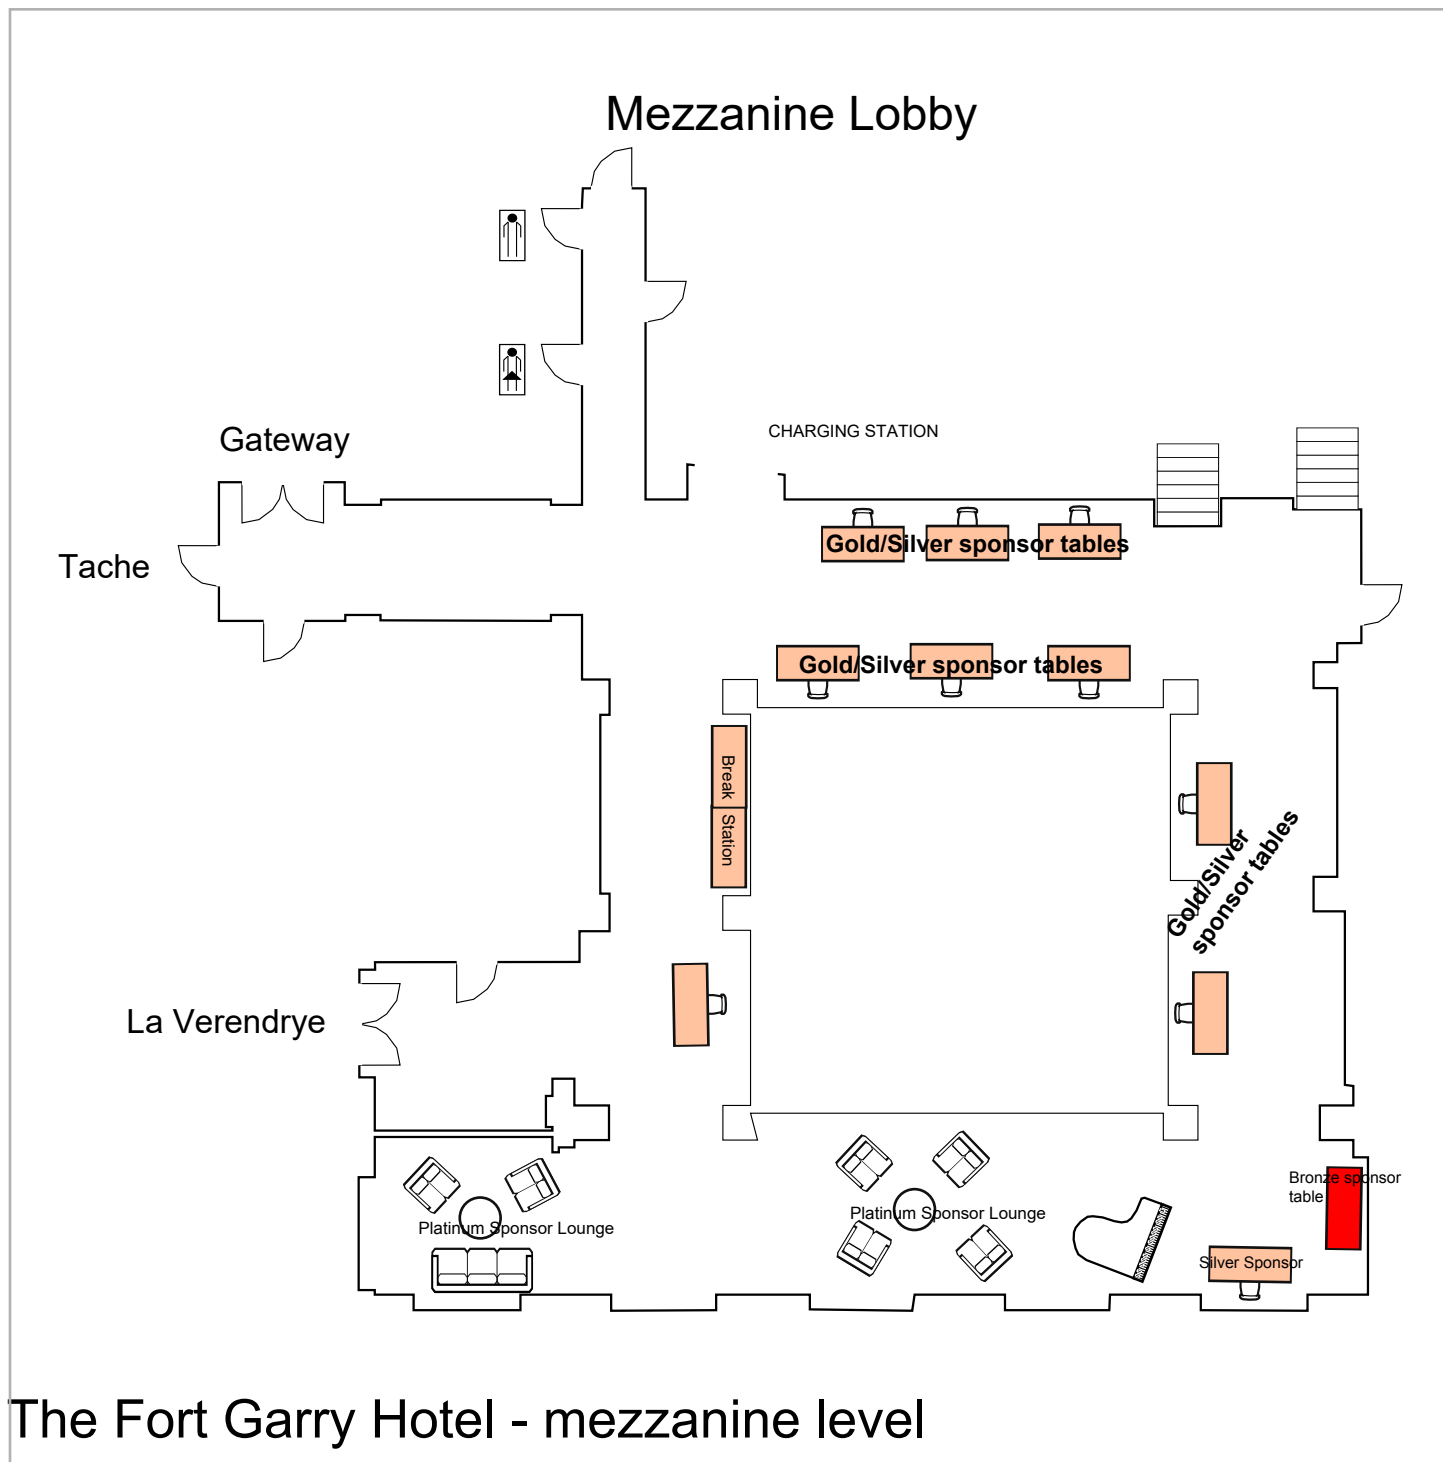 Mezzanine Lobby
CHARGING STATION
Gateway
Gold/Silver sponsor tables
Tache
Gold/Silver sponsor tables
Break
Station
Gold/Silver
sponsor tables
La Verendrye
Bronze sponsor
table
Platinum Sponsor Lounge
Platinum Sponsor Lounge
Silver Sponsor
The Fort Garry Hotel - mezzanine level